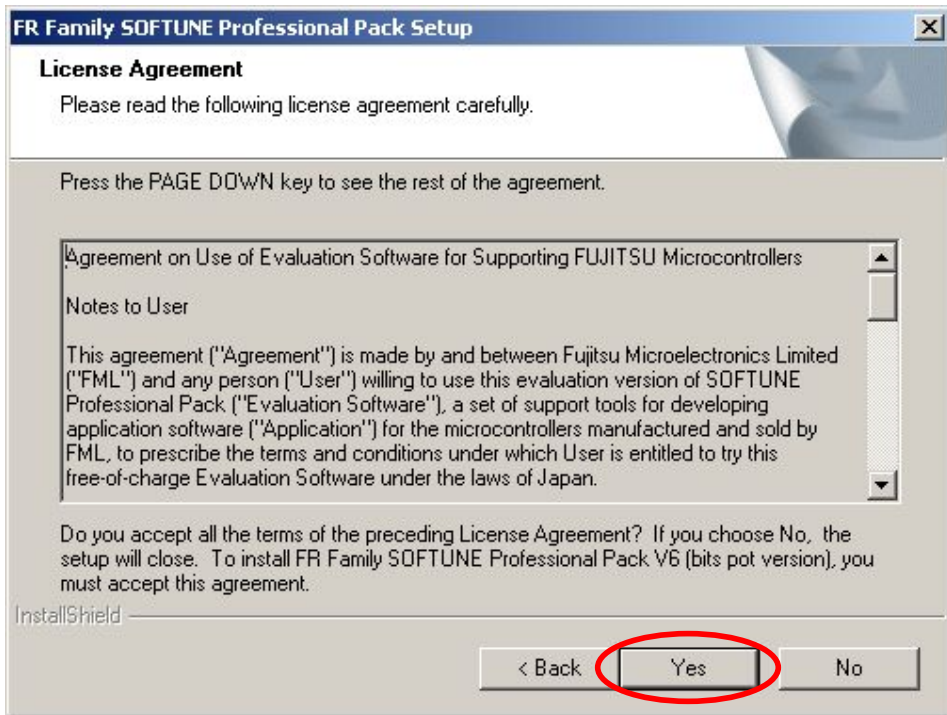 FR Family SOFTUNE Professional Pack Setup
License Agreement
Please read the following license agreement carefully.
Press the PAGE DOWN key to see the rest of the agreement.
Agreement on Use of Evaluation Software for Supporting FUJITSU Microcontrollers
Notes to User
This agreement ("Agreement") is made by and between Fujitsu Microelectronics Limited
("FML") and any person ("User") willing to use this evaluation version of SOFTUNE
Professional Pack ("Evaluation Software"), a set of support tools for developing
application software ("Application") for the microcontrollers manufactured and sold by
FML, to prescribe the terms and conditions under which User is entitled to try this
free-of-charge Evaluation Software under the laws of Japan.
Do you accept all the terms of the preceding License Agreement? If you choose No, the
setup will close. To install FR Family SOFTUNE Professional Pack V6 (bits pot version), you
must accept this agreement.
InstallShield
< Back Yes No